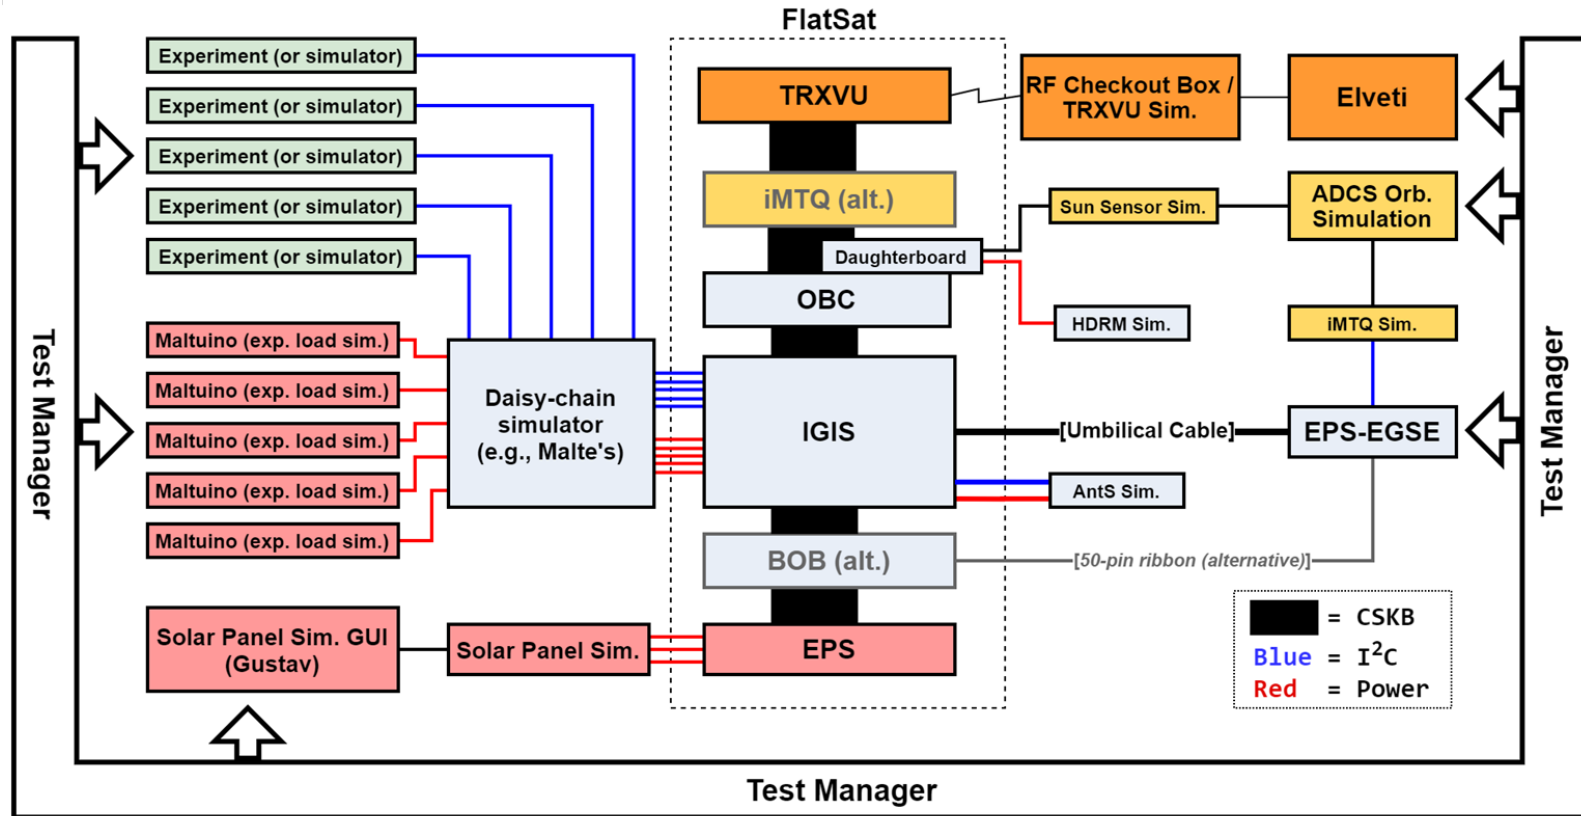 FlatSat
Experiment (or simulator)
Experiment (or simulator)
Experiment (or simulator)
Experiment (or simulator)
Experiment (or simulator)
Maltuino (exp. load sim.)
Maltuino (exp. load sim.)
Maltuino (exp. load sim.)
Maltuino (exp. load sim.)
Maltuino (exp. load sim.)
Solar Panel Sim. GUI
(Gustav)
Daisy-chain
simulator
(e.g., Malte's)
Solar Panel Sim.
TRXVU
iMTQ (alt.)
Daughterboard
OBC
IGIS
BOB (alt.)
EPS
RF Checkout Box /
TRXVU Sim.
Elveti
Sun Sensor Sim.
ADCS Orb.
Simulation
HDRM Sim.
iMTQ Sim.
[Umbilical Cable]
EPS-EGSE
AntS Sim.
[50-pin ribbon (alternative)]
= CSKB
Blue = I²C
Red = Power
Test Manager
Test Manager
Test Manager